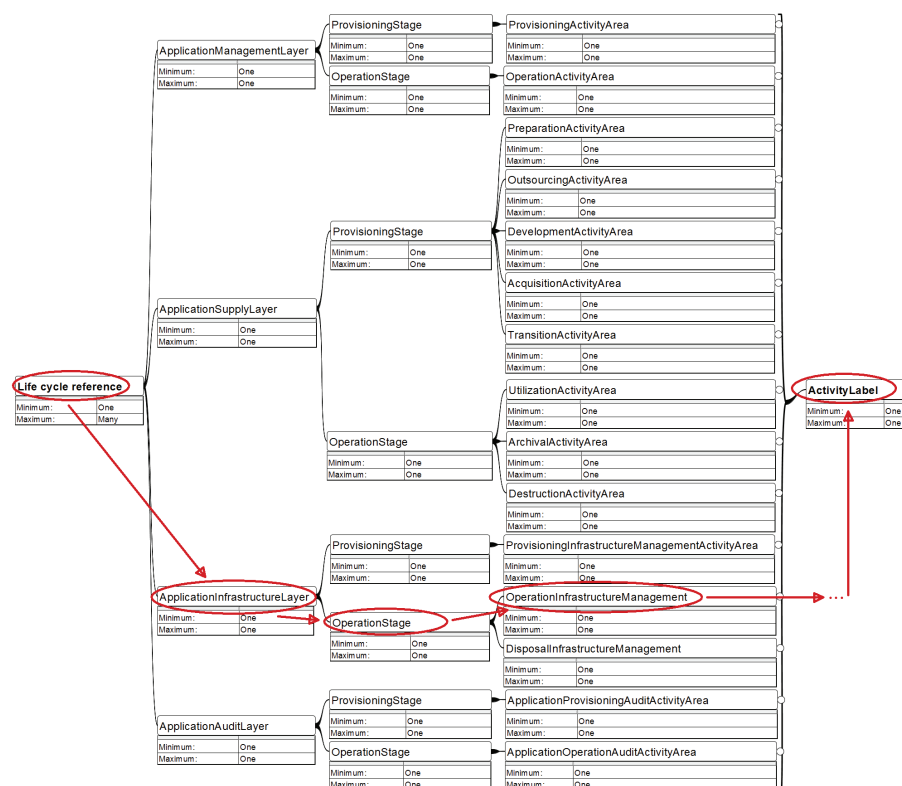 ProvisioningStage
Minimum: One
Maximum: One
ProvisioningActivityArea
Minimum: One
Maximum: One
ApplicationManagementLayer
Minimum: One
Maximum: One
OperationStage
Minimum: One
Maximum: One
OperationActivityArea
Minimum: One
Maximum: One
PreparationActivityArea
Minimum: One
Maximum: One
OutsourcingActivityArea
Minimum: One
Maximum: One
ProvisioningStage
Minimum: One
Maximum: One
DevelopmentActivityArea
Minimum: One
Maximum: One
AcquisitionActivityArea
Minimum: One
Maximum: One
ApplicationSupplyLayer
Minimum: One
Maximum: One
TransitionActivityArea
Minimum: One
Maximum: One
Life cycle reference
Minimum: One
Maximum: Many
UtilizationActivityArea
Minimum: One
Maximum: One
ActivityLabel
Minimum: One
Maximum: One
OperationStage
Minimum: One
Maximum: One
ArchivalActivityArea
Minimum: One
Maximum: One
DestructionActivityArea
Minimum: One
Maximum: One
ProvisioningStage
Minimum: One
Maximum: One
ProvisioningInfrastructureManagementActivityArea
Minimum: One
Maximum: One
ApplicationInfrastructureLayer
Minimum: One
Maximum: One
OperationInfrastructureManagement
Minimum: One
Maximum: One
...
OperationStage
Minimum: One
Maximum: One
DisposalInfrastructureManagement
Minimum: One
Maximum: One
ProvisioningStage
Minimum: One
Maximum: One
ApplicationProvisioningAuditActivityArea
Minimum: One
Maximum: One
ApplicationAuditLayer
Minimum: One
Maximum: One
OperationStage
Minimum: One
Maximum: One
ApplicationOperationAuditActivityArea
Minimum: One
Maximum: One